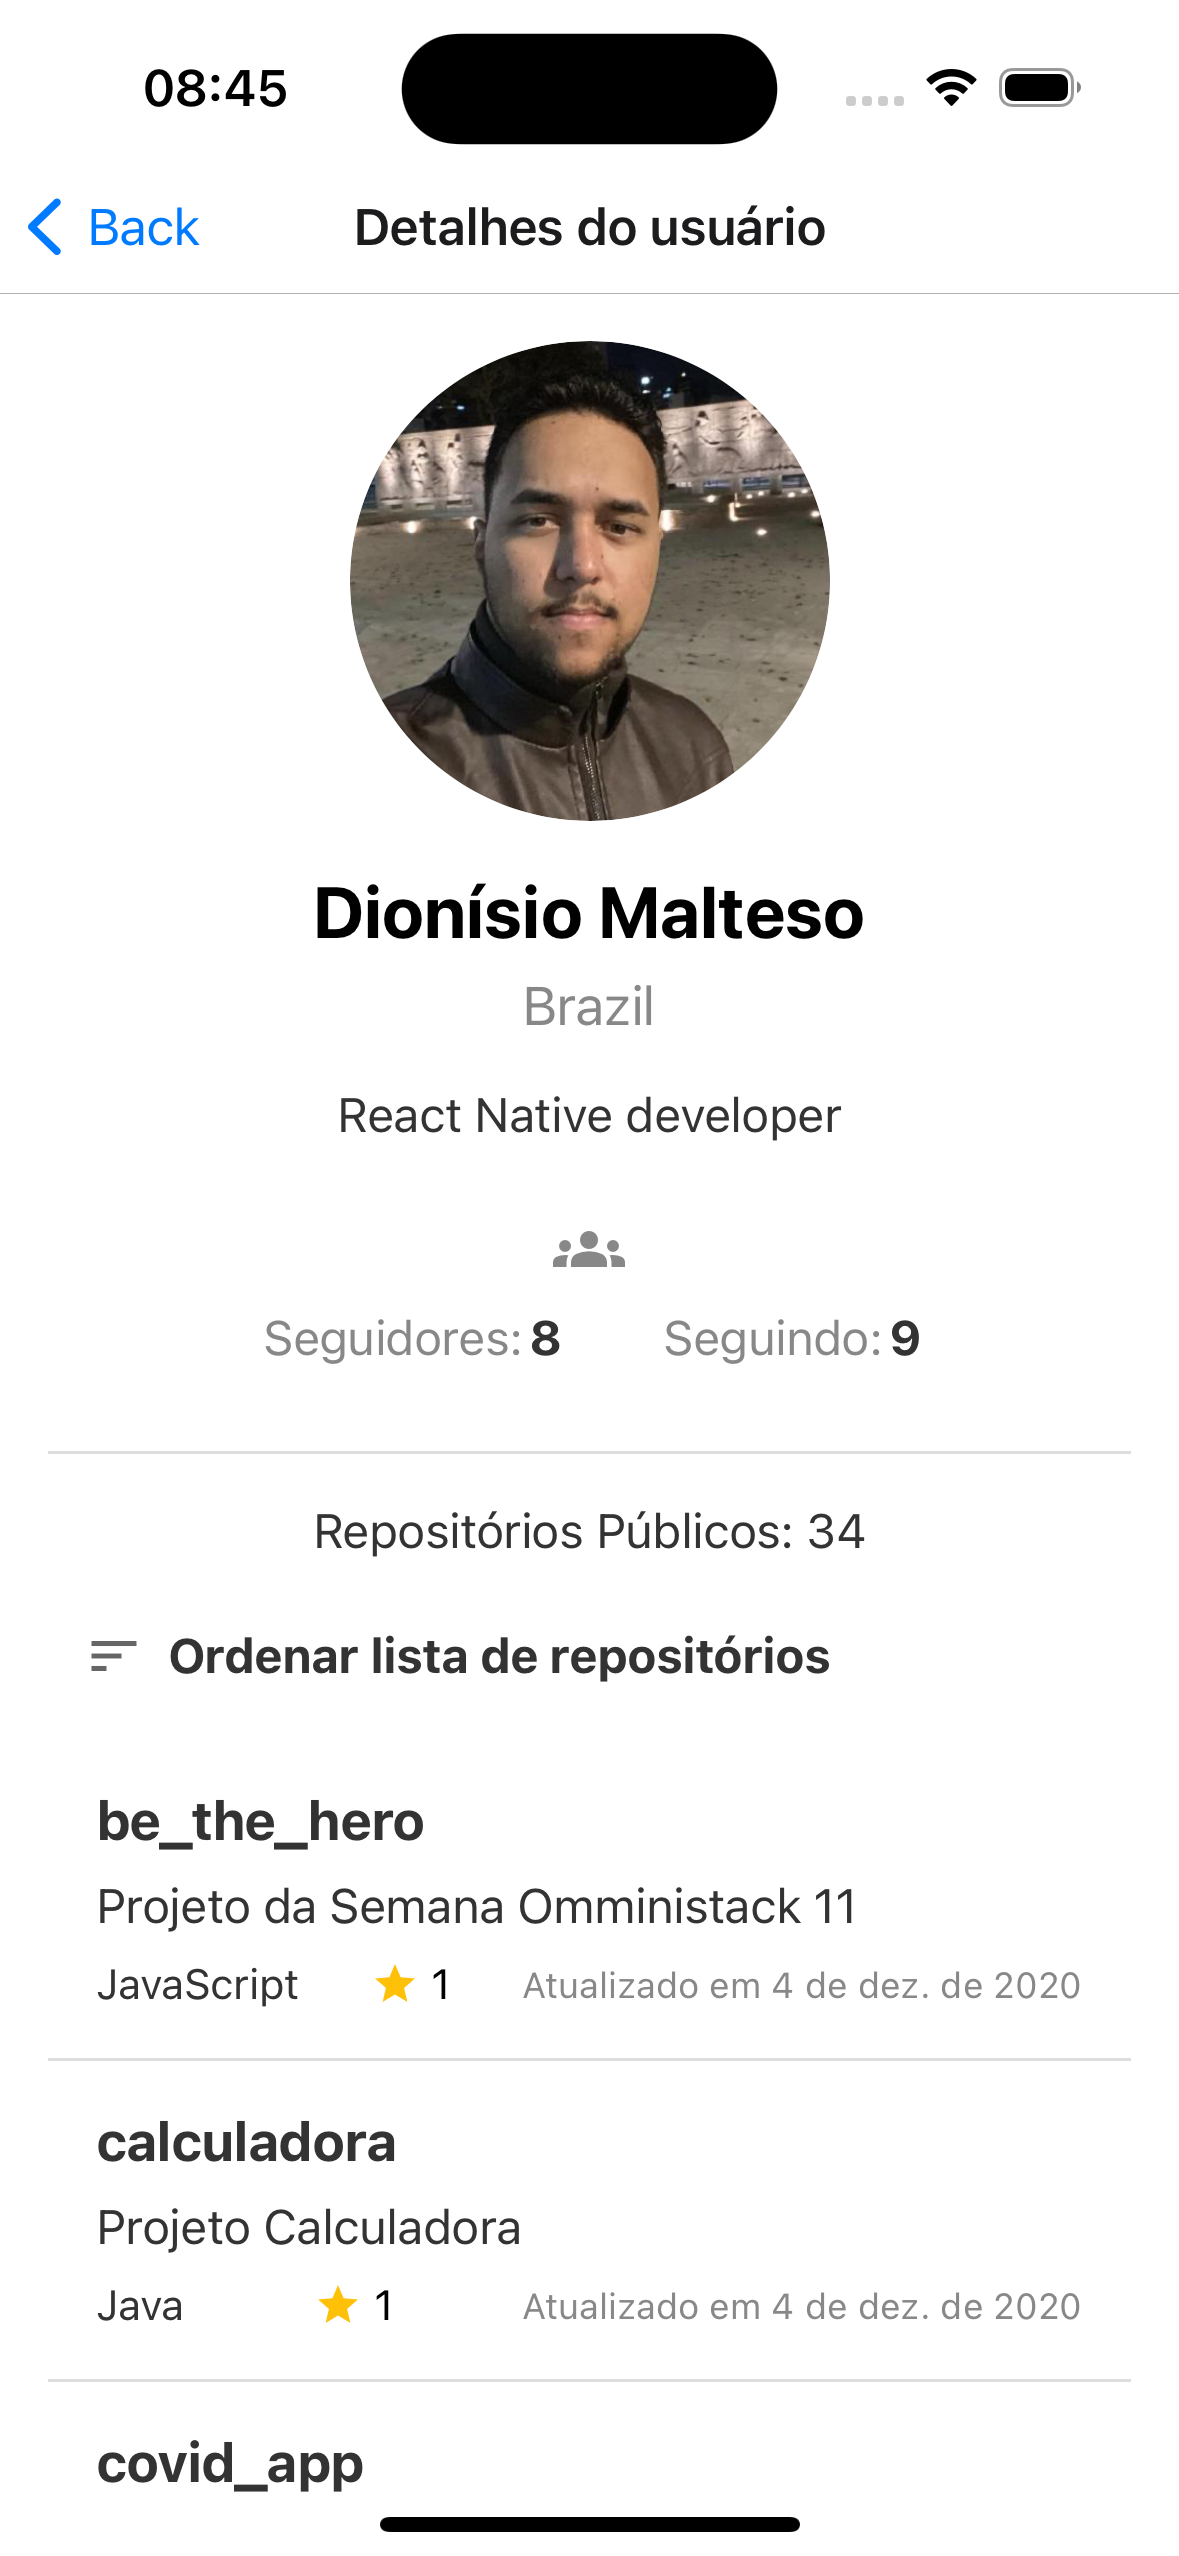 08:45
Back
Detalhes do usuário
Dionísio Malteso
Brazil
React Native developer
Seguidores: 8 Seguindo: 9
Repositórios Públicos: 34
Ordenar lista de repositórios
be_the_hero
Projeto da Semana Omministack 11
JavaScript 1 Atualizado em 4 de dez. de 2020
calculadora
Projeto Calculadora
Java 1 Atualizado em 4 de dez. de 2020
covid_app